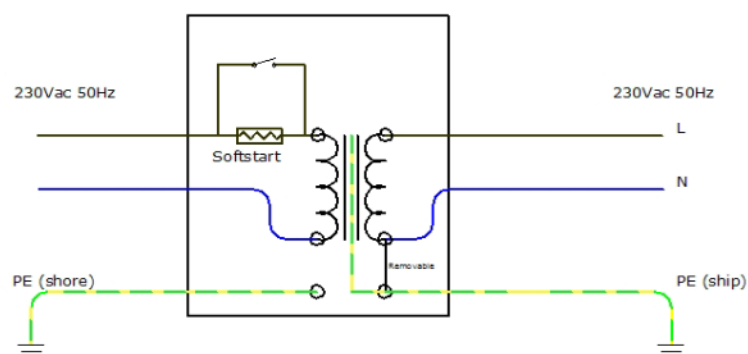 230Vac 50Hz
230Vac 50Hz
L
Softstart
N
Removable
PE (shore)
PE (ship)